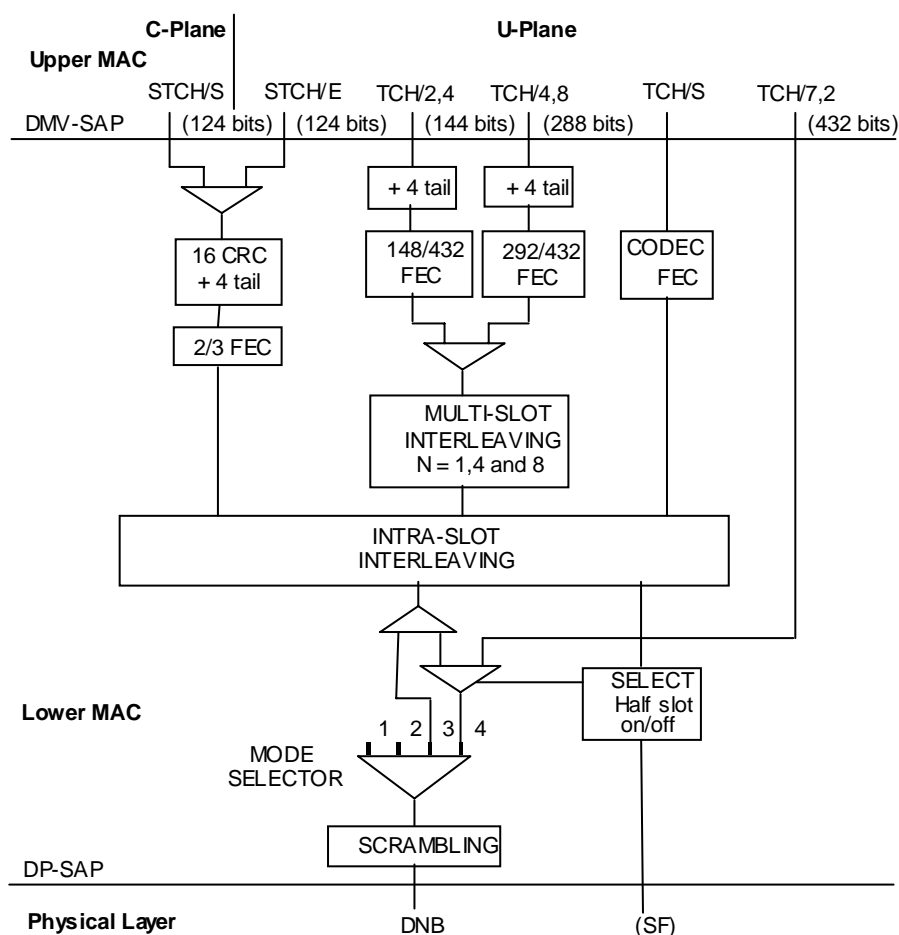 C-Plane
U-Plane
Upper MAC
STCH/S STCH/E TCH/2,4 TCH/4,8 TCH/S TCH/7,2
DMV-SAP (124 bits) (124 bits) (144 bits) (288 bits) (432 bits)
+ 4 tail
+ 4 tail
16 CRC
+ 4 tail
148/432
FEC
292/432
FEC
CODEC
FEC
2/3 FEC
MULTI-SLOT
INTERLEAVING
N = 1,4 and 8
INTRA-SLOT
INTERLEAVING
SELECT
Half slot
on/off
Lower MAC
1 2 3 4
MODE
SELECTOR
SCRAMBLING
DP-SAP
Physical Layer
DNB
(SF)